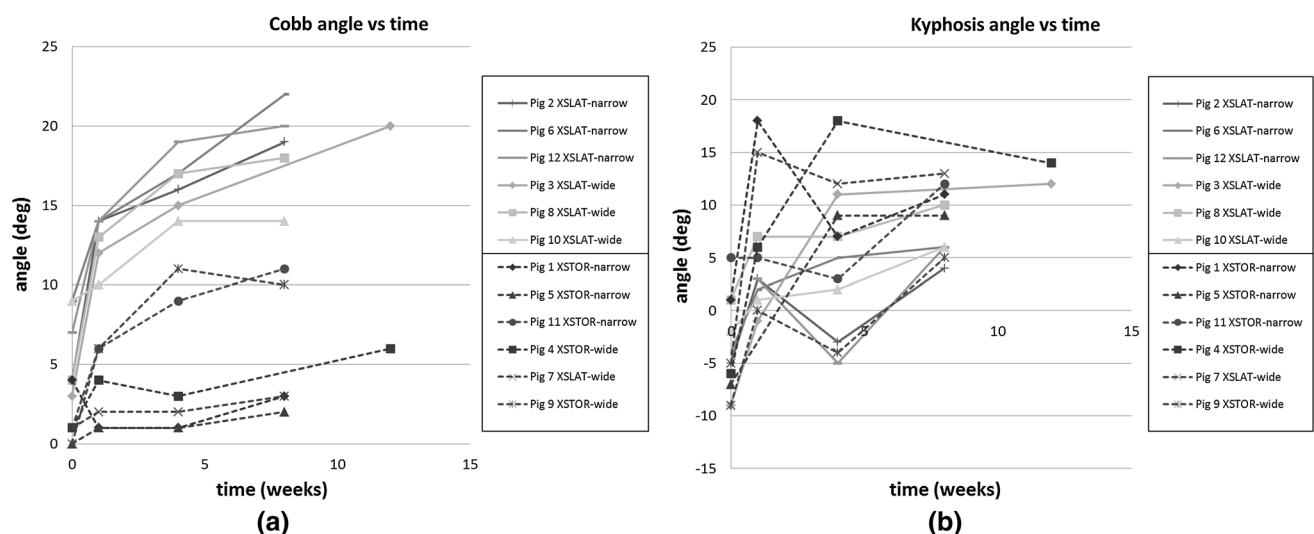 Cobb angle vs time
25
20
15
10
5
0
0 5 10 15
angle (deg)
time (weeks)
Pig 2 XSLAT-narrow
Pig 6 XSLAT-narrow
Pig 12 XSLAT-narrow
Pig 3 XSLAT-wide
Pig 8 XSLAT-wide
Pig 10 XSLAT-wide
Pig 1 XSTOR-narrow
Pig 5 XSTOR-narrow
Pig 11 XSTOR-narrow
Pig 4 XSTOR-wide
Pig 7 XSLAT-wide
Pig 9 XSTOR-wide
(a)
Kyphosis angle vs time
25
20
15
10
5
0
-5
-10
-15
0 5 10 15
angle (deg)
time (weeks)
Pig 2 XSLAT-narrow
Pig 6 XSLAT-narrow
Pig 12 XSLAT-narrow
Pig 3 XSLAT-wide
Pig 8 XSLAT-wide
Pig 10 XSLAT-wide
Pig 1 XSTOR-narrow
Pig 5 XSTOR-narrow
Pig 11 XSTOR-narrow
Pig 4 XSTOR-wide
Pig 7 XSLAT-wide
Pig 9 XSTOR-wide
(b)